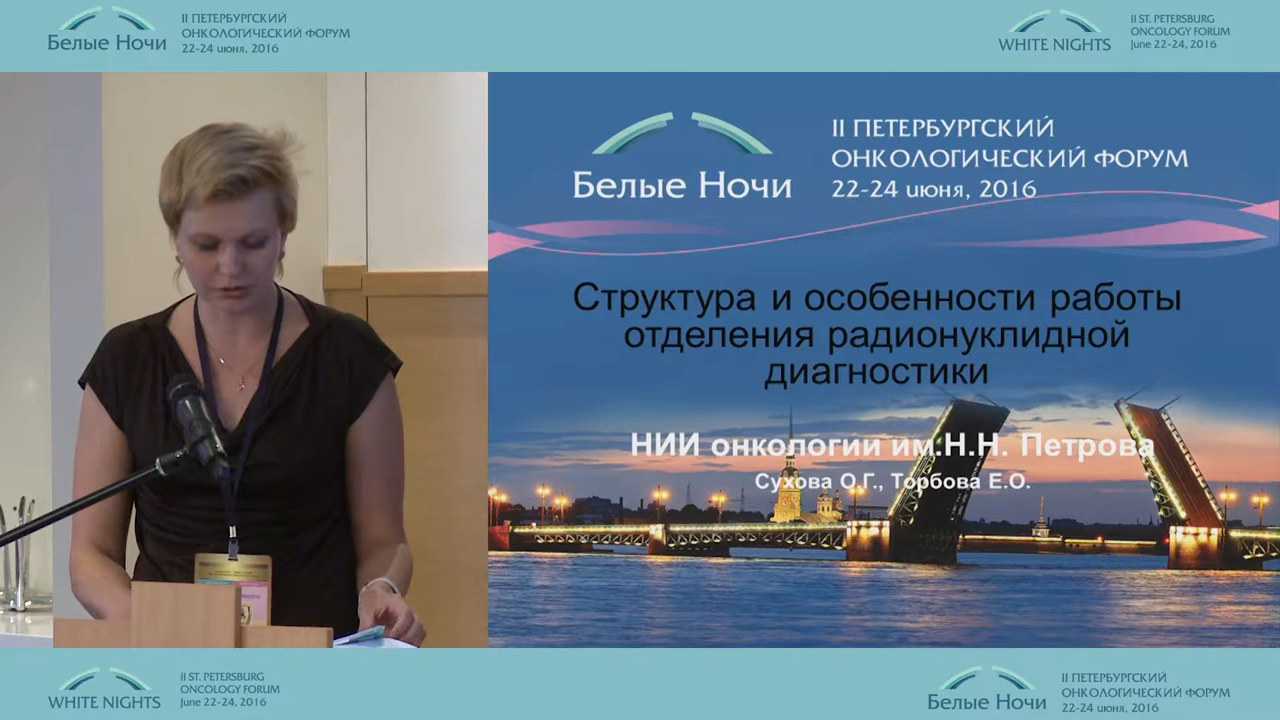 Белые Ночи
II ПЕТЕРБУРГСКИЙ
ОНКОЛОГИЧЕСКИЙ ФОРУМ
22-24 июня, 2016
WHITE NIGHTS
II ST. PETERSBURG
ONCOLOGY FORUM
June 22-24, 2016
Белые Ночи
II ПЕТЕРБУРГСКИЙ
ОНКОЛОГИЧЕСКИЙ ФОРУМ
22-24 июня, 2016
Структура и особенности работы
отделения радионуклидной
диагностики
НИИ онкологии им.Н.Н. Петрова
Сухова О.Г., Торбова Е.О.
WHITE NIGHTS
II ST. PETERSBURG
ONCOLOGY FORUM
June 22-24, 2016
Белые Ночи
II ПЕТЕРБУРГСКИЙ
ОНКОЛОГИЧЕСКИЙ ФОРУМ
22-24 июня, 2016